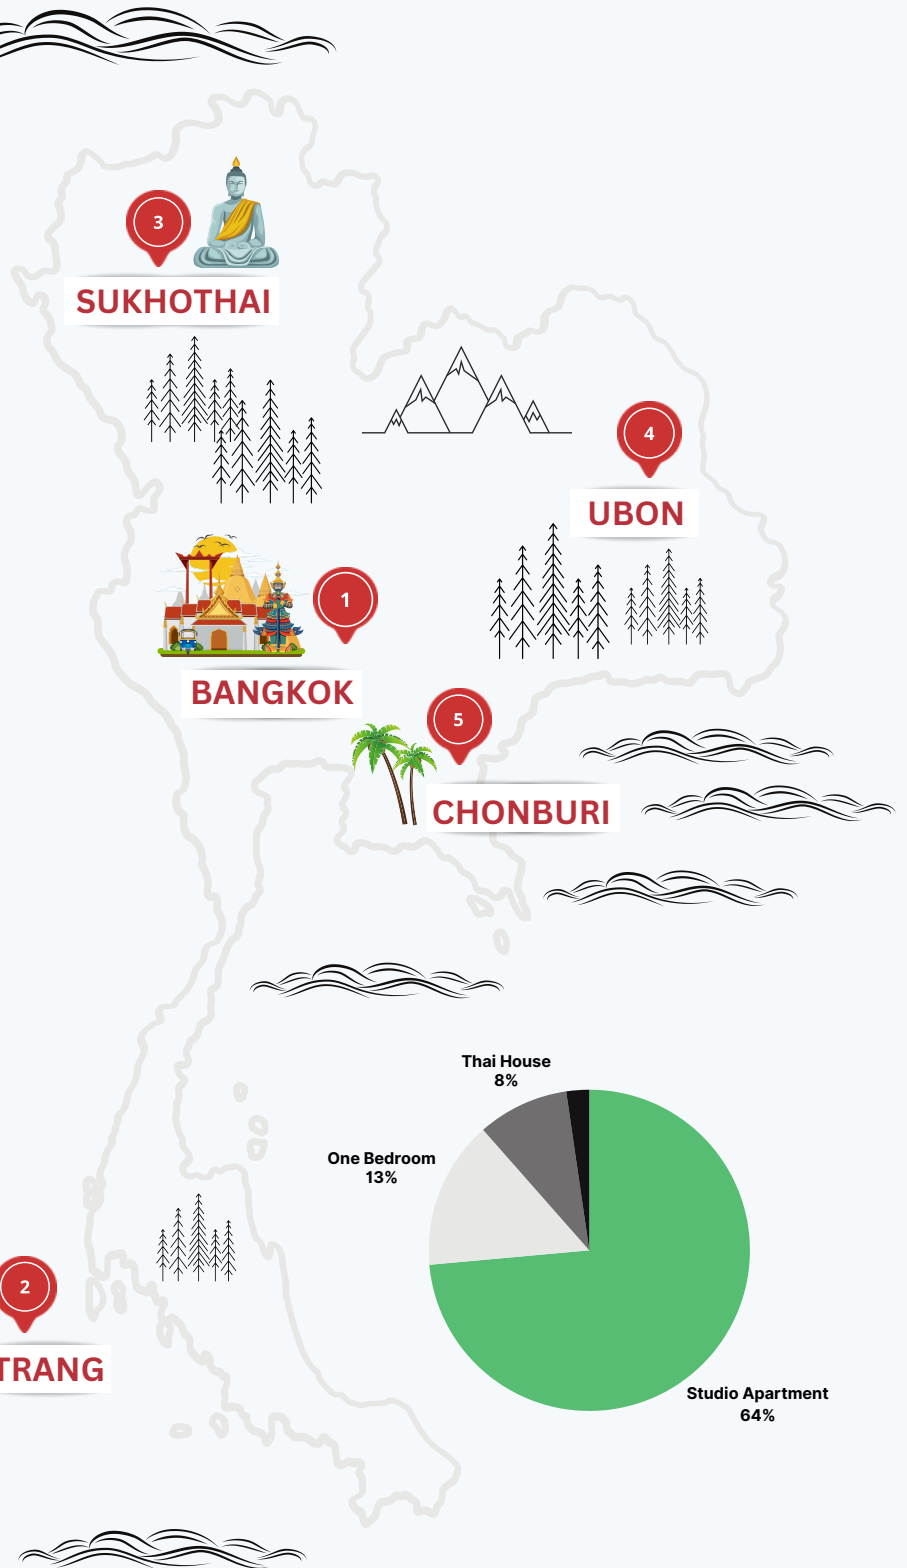 3
SUKHOTHAI
4
UBON
1
BANGKOK
5
CHONBURI
Thai House
8%
One Bedroom
13%
2
TRANG
Studio Apartment
64%